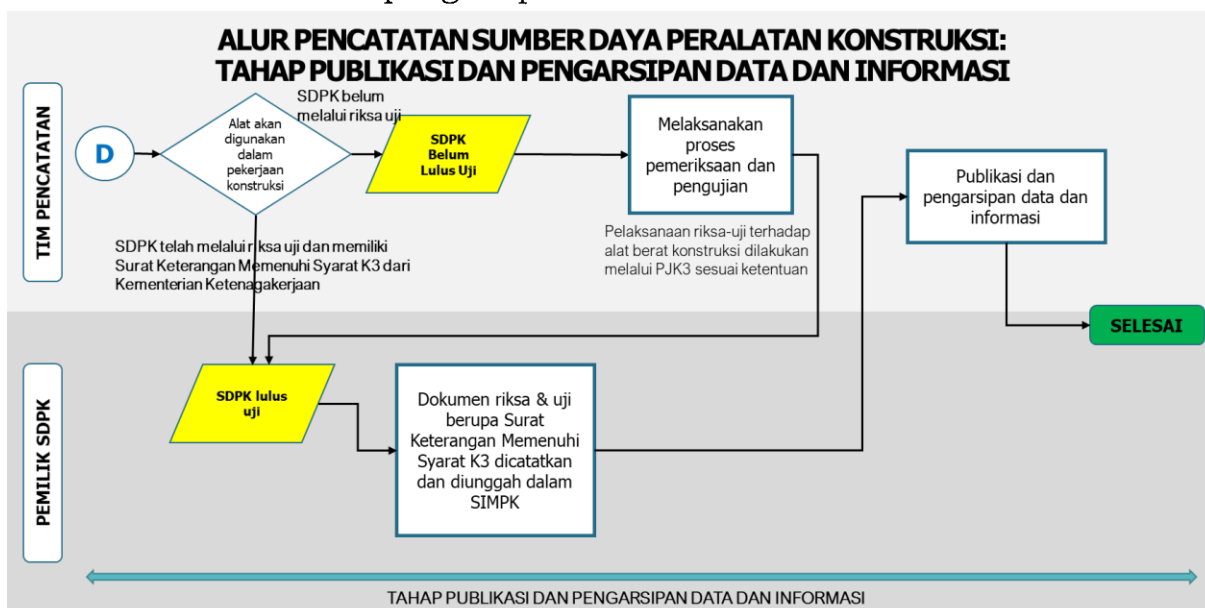 ALUR PENCATATAN SUMBER DAYA PERALATAN KONSTRUKSI:
TAHAP PUBLIKASI DAN PENGARSIPAN DATA DAN INFORMASI
TIM PENCATATAN
D
Alat akan
digunakan
dalam
pekerjaan
konstruksi
SDPK belum
melalui riksa uji
SDPK
Belum
Lulus Uji
Melaksanakan
proses
pemeriksaan dan
pengujian
Pelaksanaan riksa-uji terhadap
alat berat konstruksi dilakukan
melalui PJK3 sesuai ketentuan
Publikasi dan
pengarsipan data dan
informasi
SDPK telah melalui riksa uji dan memiliki
Surat Keterangan Memenuhi Syarat K3 dari
Kementerian Ketenagakerjaan
SELESAI
PEMILIK SDPK
SDPK lulus
uji
Dokumen riksa & uji
berupa Surat
Keterangan Memenuhi
Syarat K3 dicatatkan
dan diunggah dalam
SIMPK
TAHAP PUBLIKASI DAN PENGARSIPAN DATA DAN INFORMASI